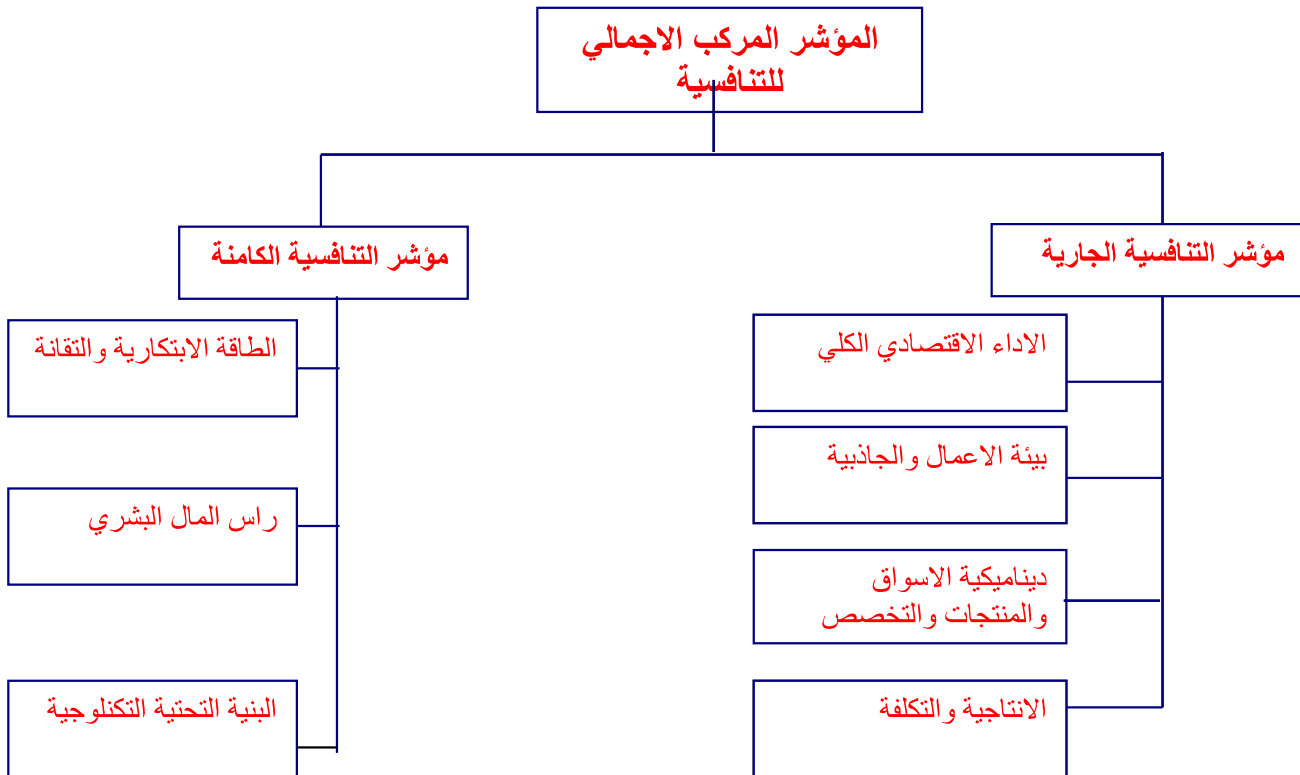 المؤشر المركب الاجمالي
للتنافسية
مؤشر التنافسية الجارية
مؤشر التنافسية الكامنة
الاداء الاقتصادي الكلي
بيئة الاعمال والجاذبية
ديناميكية الاسواق
والمنتجات والتخصص
الانتاجية والتكلفة
الطاقة الابتكارية والتقانة
راس المال البشري
البنية التحتية التكنلوجية